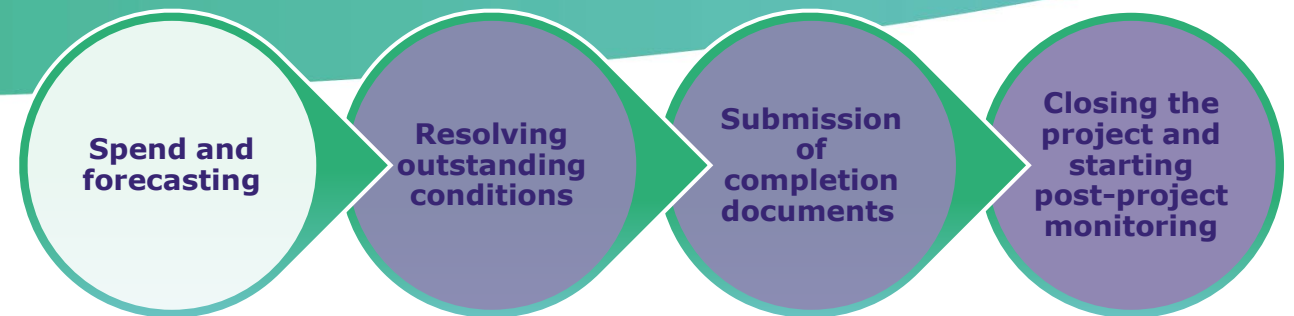 Spend and
forecasting
Resolving
outstanding
conditions
Submission
of
completion
documents
Closing the
project and
starting
post-project
monitoring